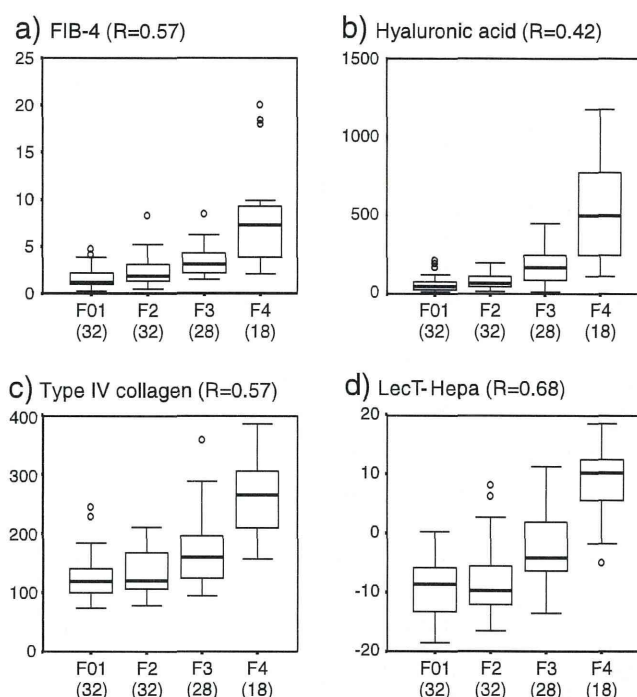 a) FIB-4 (R=0.57)
25
20
15
10
5
0
F01 F2 F3 F4
(32) (32) (28) (18)
b) Hyaluronic acid (R=0.42)
1500
1000
500
0
F01 F2 F3 F4
(32) (32) (28) (18)
c) Type IV collagen (R=0.57)
400
300
200
100
0
F01 F2 F3 F4
(32) (32) (28) (18)
d) LecT-Hepa (R=0.68)
20
10
0
-10
-20
F01 F2 F3 F4
(32) (32) (28) (18)